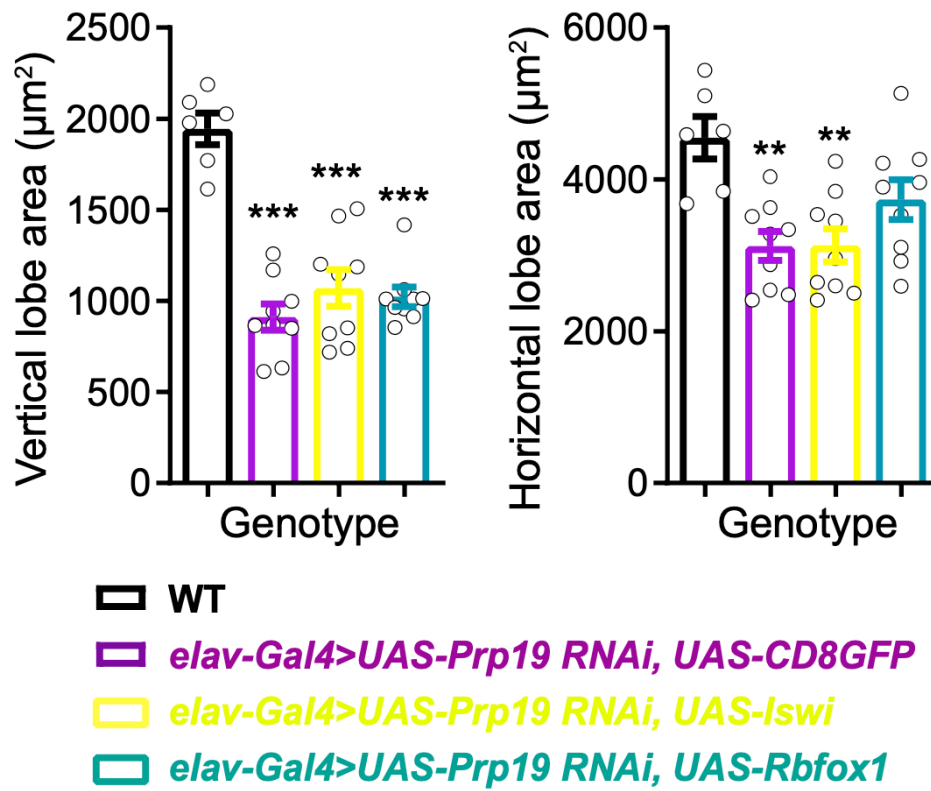 Vertical lobe area (µm²)
2500
2000
1500
1000
500
0
***
***
***
Genotype
Horizontal lobe area (µm²)
6000
4000
2000
0
**
**
Genotype
WT
elav-Gal4>UAS-Prp19 RNAi, UAS-CD8GFP
elav-Gal4>UAS-Prp19 RNAi, UAS-Iswi
elav-Gal4>UAS-Prp19 RNAi, UAS-Rbfox1